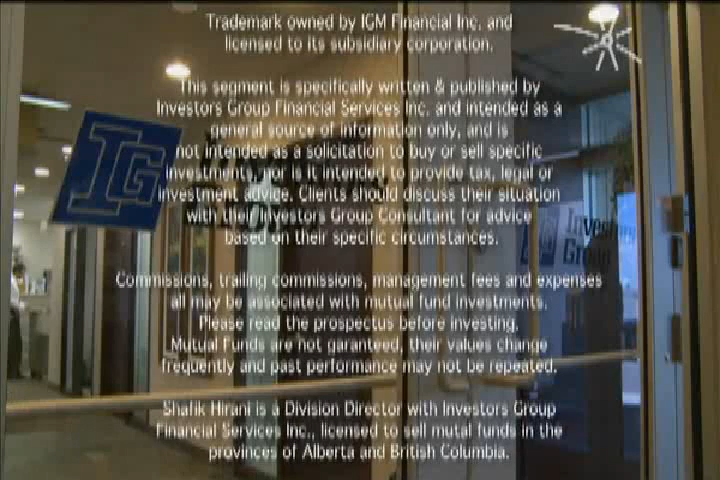 Trademark owned by IGM Financial Inc. and
licensed to its subsidiary corporation.
This segment is specifically written & published by
Investors Group Financial Services Inc. and intended as a
general source of information only, and is
not intended as a solicitation to buy or sell specific
investments, nor is it intended to provide tax, legal or
investment advice. Clients should discuss their situation
with their Investors Group Consultant for advice
based on their specific circumstances.
Commissions, trailing commissions, management fees and expenses
all may be associated with mutual fund investments.
Please read the prospectus before investing.
Mutual Funds are not garanteed, their values change
frequently and past performance may not be repeated.
Shafik Hirani is a Division Director with Investors Group
Financial Services Inc., licensed to sell mutal funds in the
provinces of Alberta and British Columbia.
IG
IG
Investors
Group